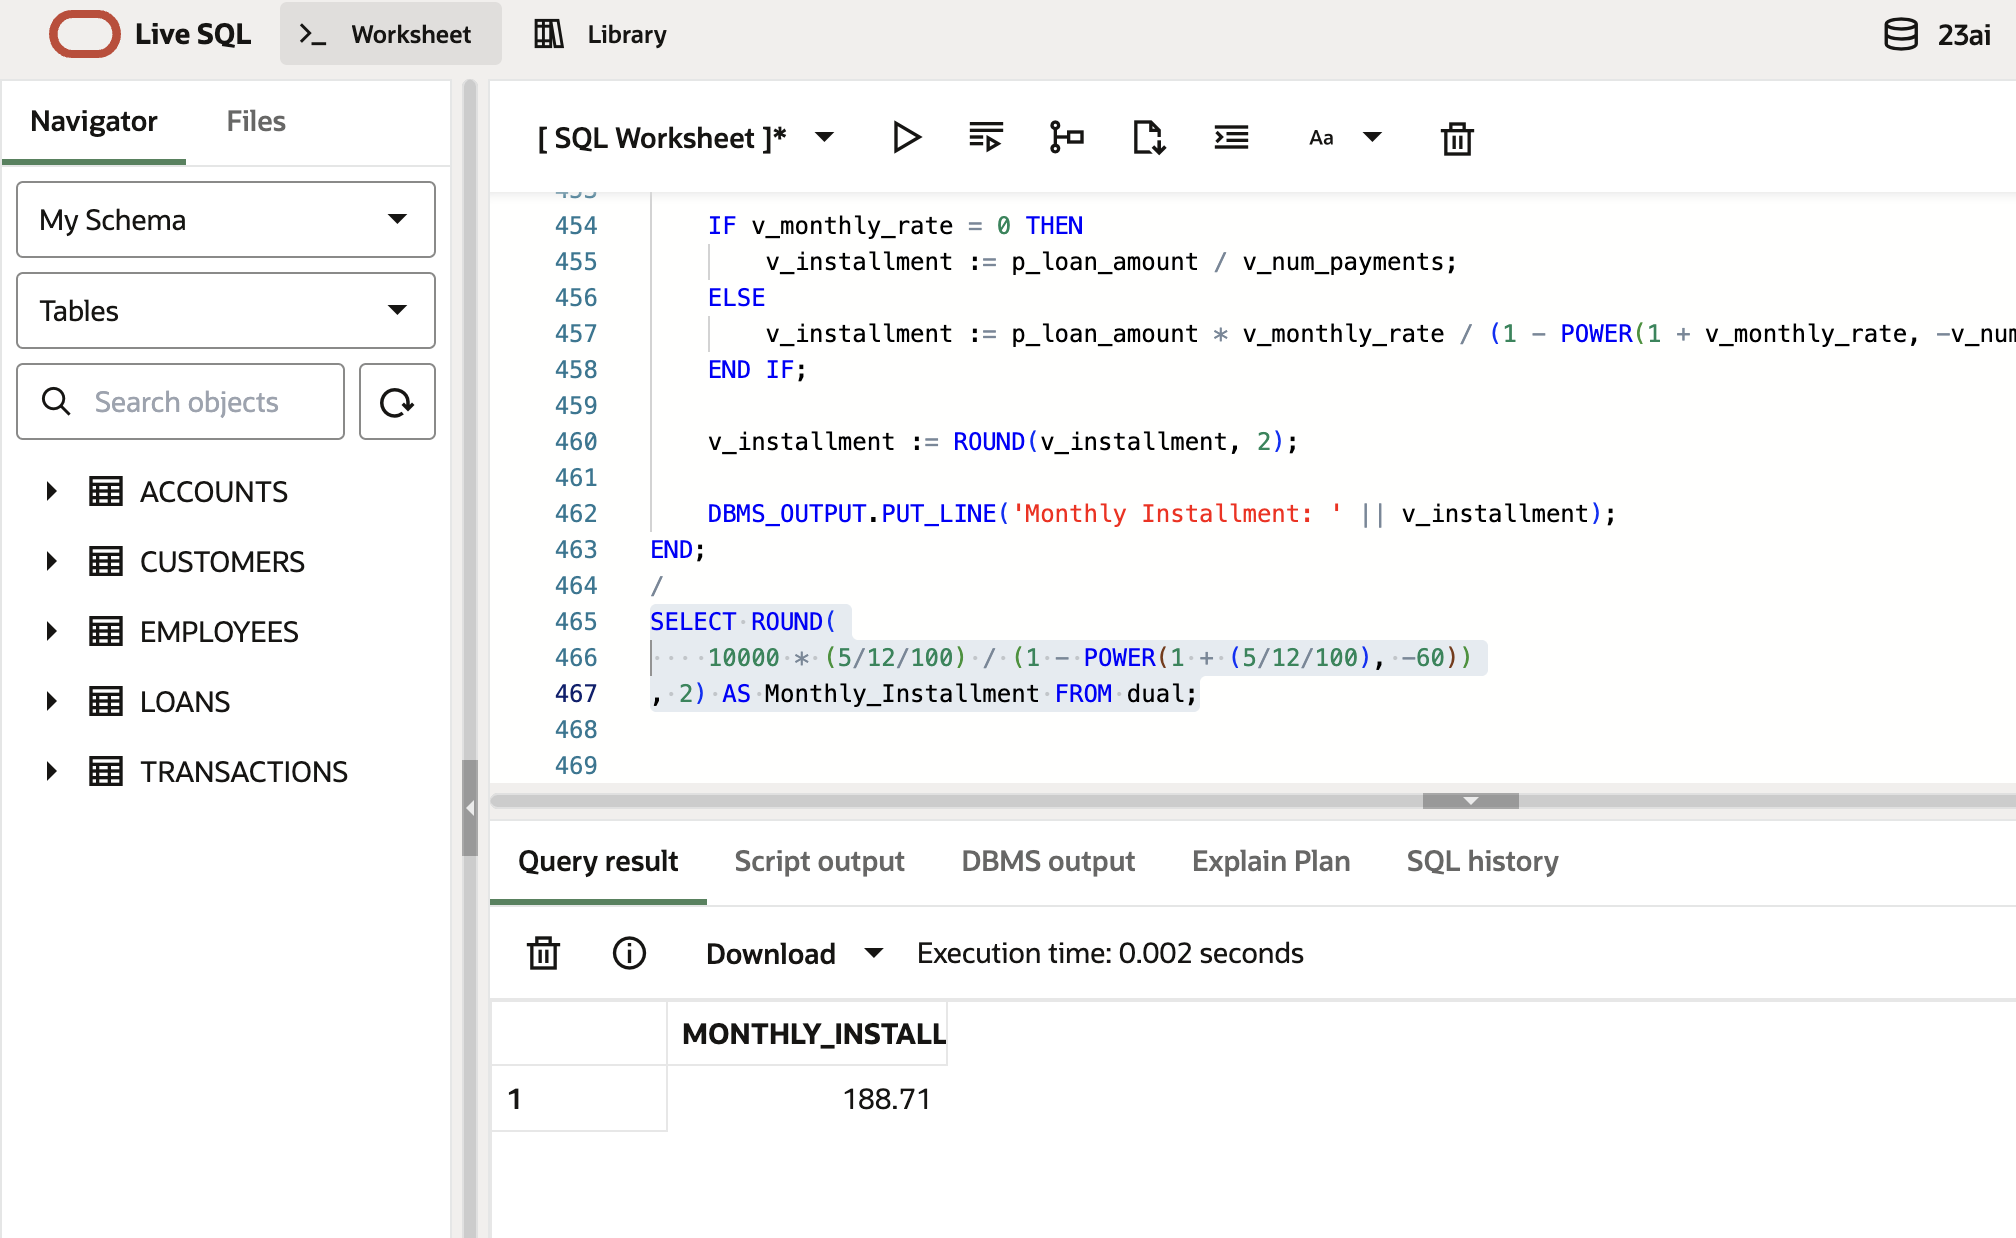 Live SQL
Worksheet
Library
23ai
Navigator
Files
My Schema
Tables
Search objects
ACCOUNTS
CUSTOMERS
EMPLOYEES
LOANS
TRANSACTIONS
[ SQL Worksheet ]*
Aa
454 IF v_monthly_rate = 0 THEN
455 v_installment := p_loan_amount / v_num_payments;
456 ELSE
457 v_installment := p_loan_amount * v_monthly_rate / (1 - POWER(1 + v_monthly_rate, -v_num
458 END IF;
459
460 v_installment := ROUND(v_installment, 2);
461
462 DBMS_OUTPUT.PUT_LINE('Monthly Installment: ' || v_installment);
463 END;
464 /
465 SELECT ROUND(
466 10000 * (5/12/100) / (1 - POWER(1 + (5/12/100), -60))
467 , 2) AS Monthly_Installment FROM dual;
468
469
Query result
Script output
DBMS output
Explain Plan
SQL history
Download
Execution time: 0.002 seconds
MONTHLY_INSTALL
1 188.71